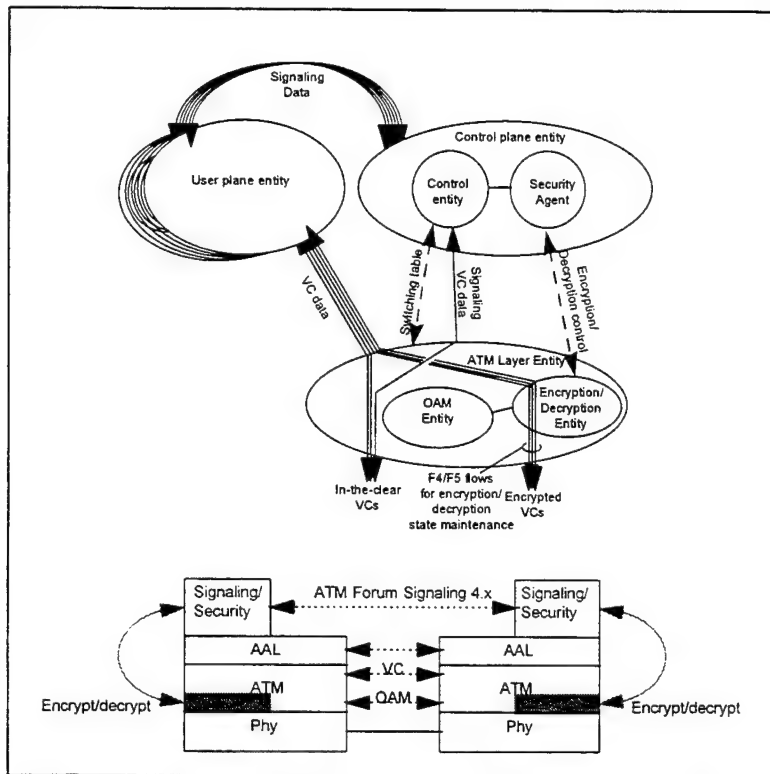 Signaling
Data
Control plane entity
User plane entity
Control
entity
Security
Agent
VC data
Switching table
Signaling
VC data
Encryption/
Decryption control
ATM Layer Entity
OAM
Entity
Encryption/
Decryption
Entity
In-the-clear
VCs
F4/F5 flows
for encryption/
decryption
state maintenance
Encrypted
VCs
Signaling/
Security
ATM Forum Signaling 4.x
Signaling/
Security
AAL
AAL
VC
ATM
OAM
ATM
Encrypt/decrypt
Encrypt/decrypt
Phy
Phy